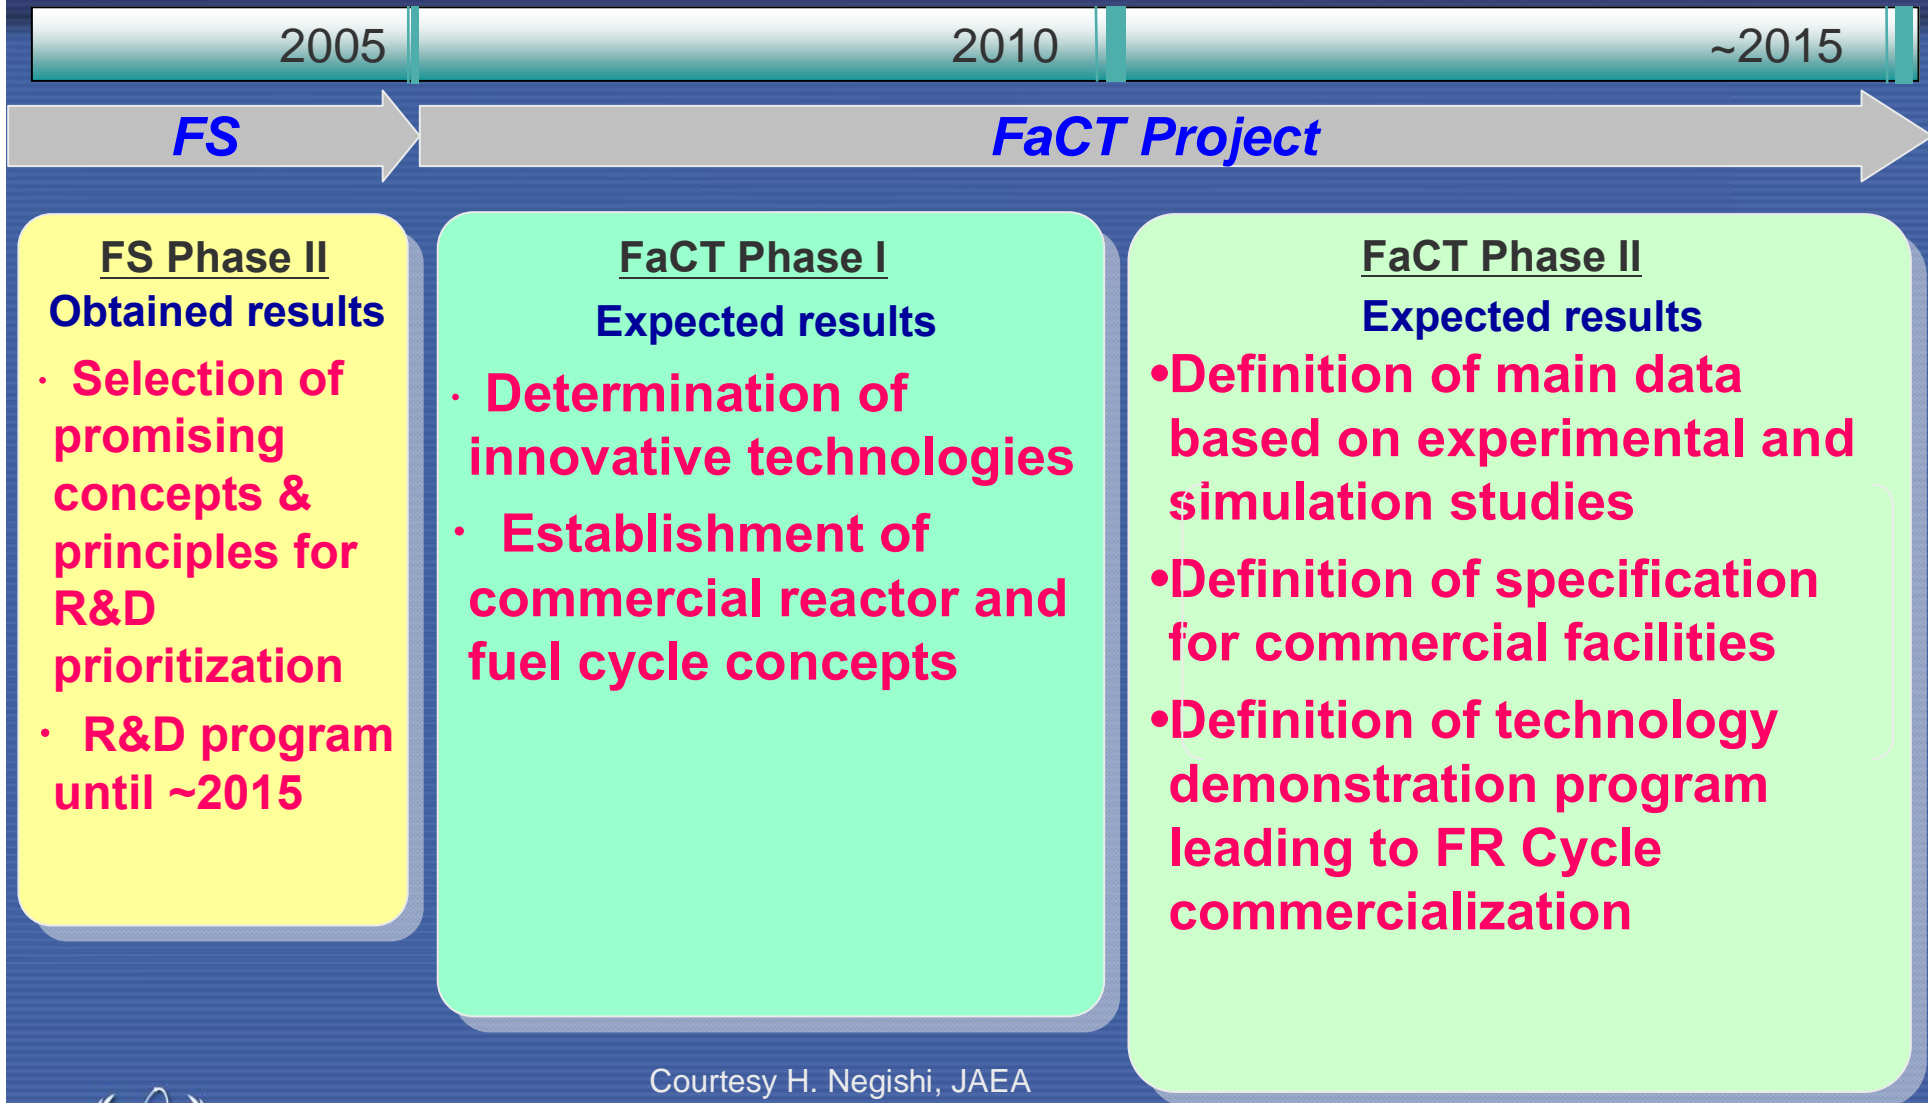 2005 2010 ~2015
FS FaCT Project
FS Phase II
Obtained results
· Selection of
promising
concepts &
principles for
R&D
prioritization
· R&D program
until ~2015
FaCT Phase I
Expected results
· Determination of
innovative technologies
· Establishment of
commercial reactor and
fuel cycle concepts
FaCT Phase II
Expected results
•Definition of main data
based on experimental and
simulation studies
•Definition of specification
for commercial facilities
•Definition of technology
demonstration program
leading to FR Cycle
commercialization
Courtesy H. Negishi, JAEA